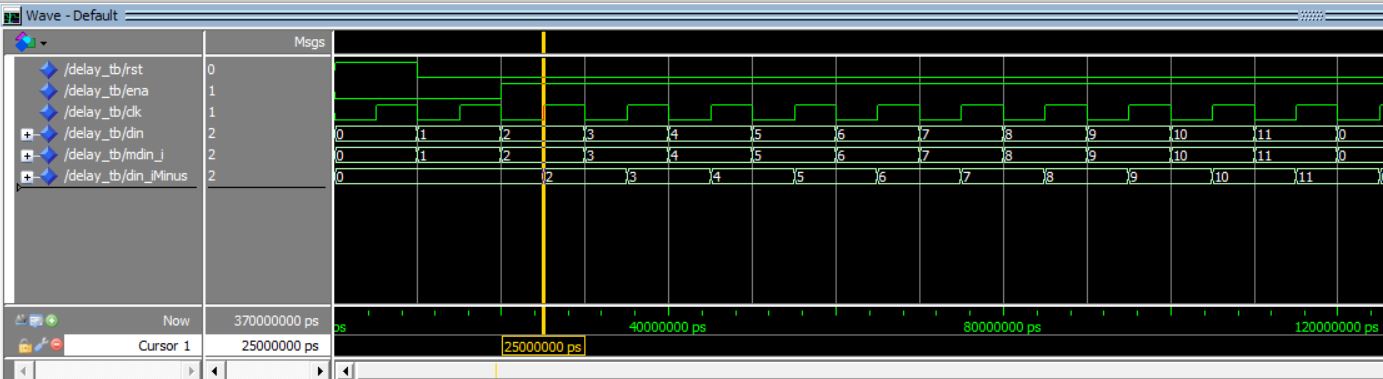 Wave - Default
Msgs
/delay_tb/rst 0
/delay_tb/ena 1
/delay_tb/clk 1
/delay_tb/din 2 0 1 2 3 4 5 6 7 8 9 10 11 0
/delay_tb/mdin_i 2 0 1 2 3 4 5 6 7 8 9 10 11 0
/delay_tb/din_iMinus 2 0 2 3 4 5 6 7 8 9 10 11
Now 370000000 ps ps 40000000 ps 80000000 ps 120000000 ps
Cursor 1 25000000 ps 25000000 ps